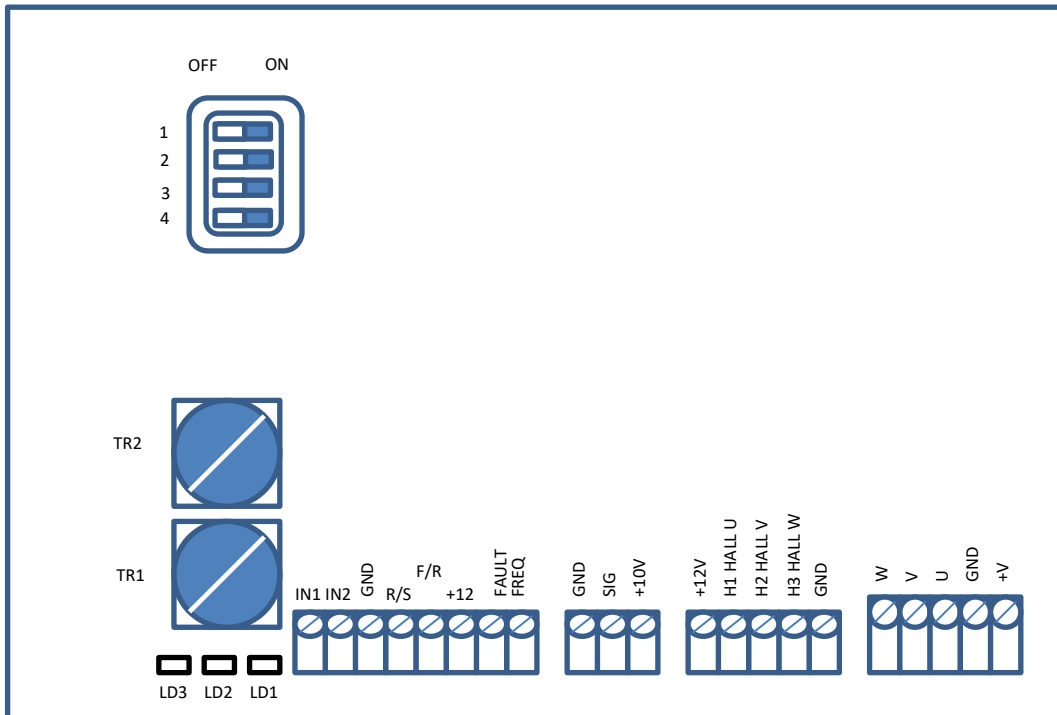 OFF ON
1
2
3
4
TR2
TR1
IN1 IN2 GND R/S F/R +12 FAULT FREQ
GND SIG +10V
+12V H1 HALL U H2 HALL V H3 HALL W GND
W V U GND +V
LD3 LD2 LD1